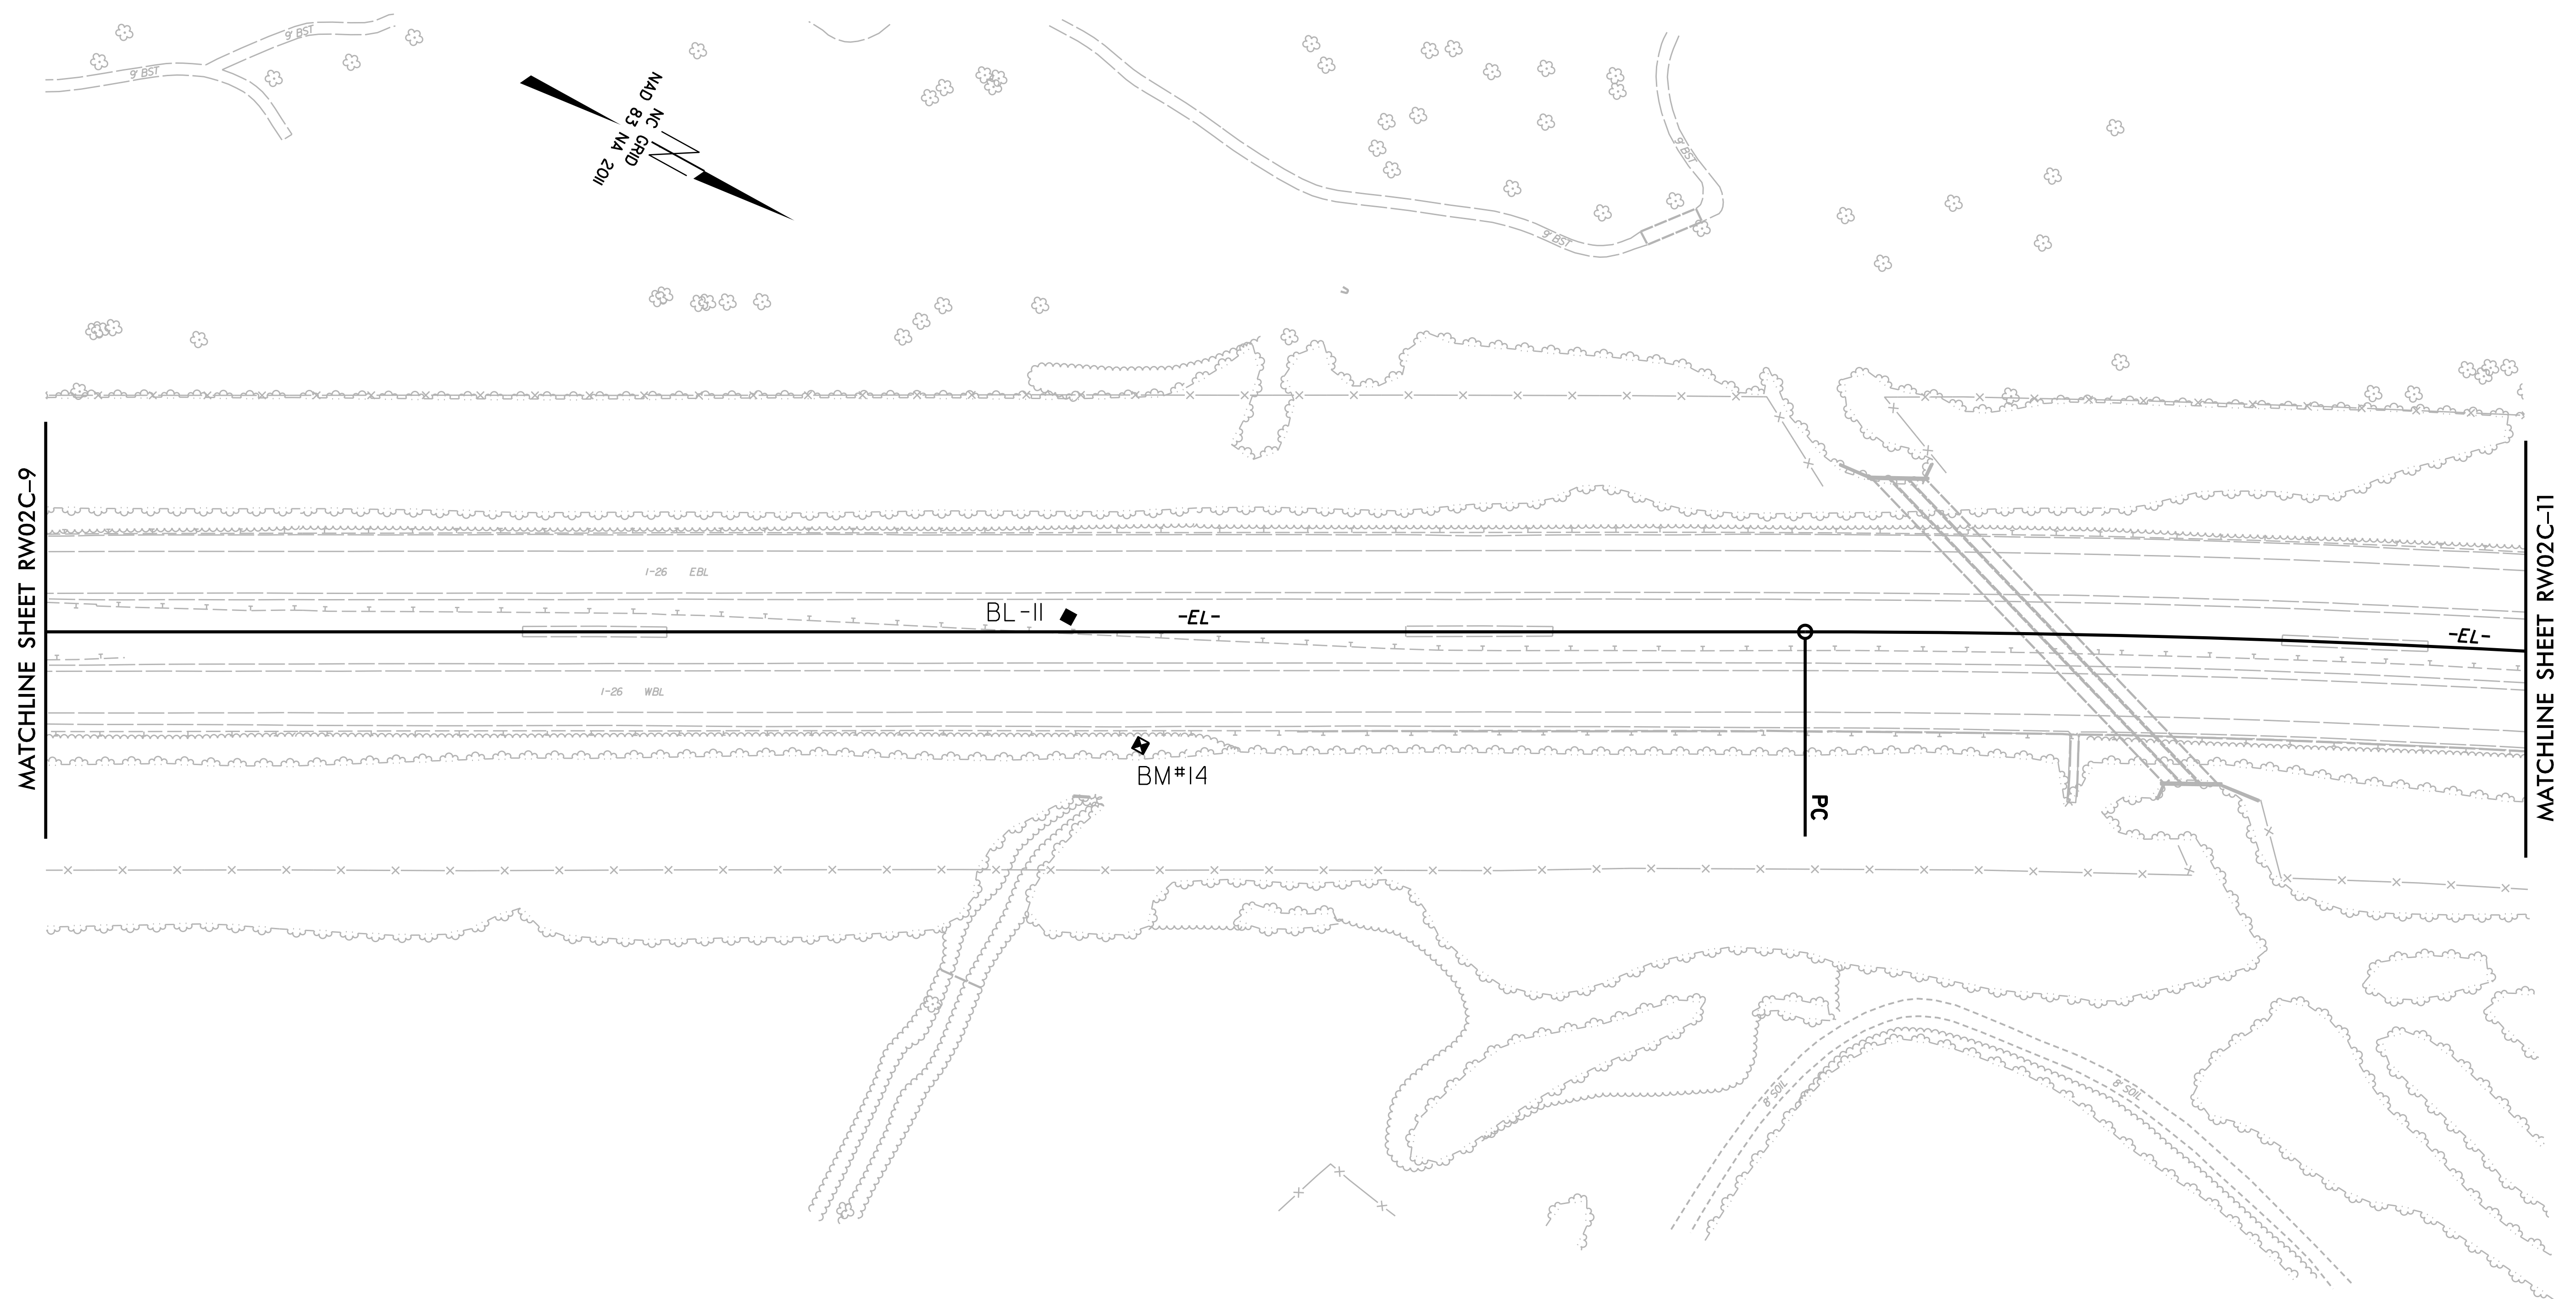 9' BST
9' BST
NC GRID
NAD 83 NA 2011
9' BST
9' BST
MATCHLINE SHEET RW02C-9
MATCHLINE SHEET RW02C-11
I-26 EBL
BL-11
-EL-
-EL-
I-26 WBL
BM#14
PC
8' SOIL
8' SOIL